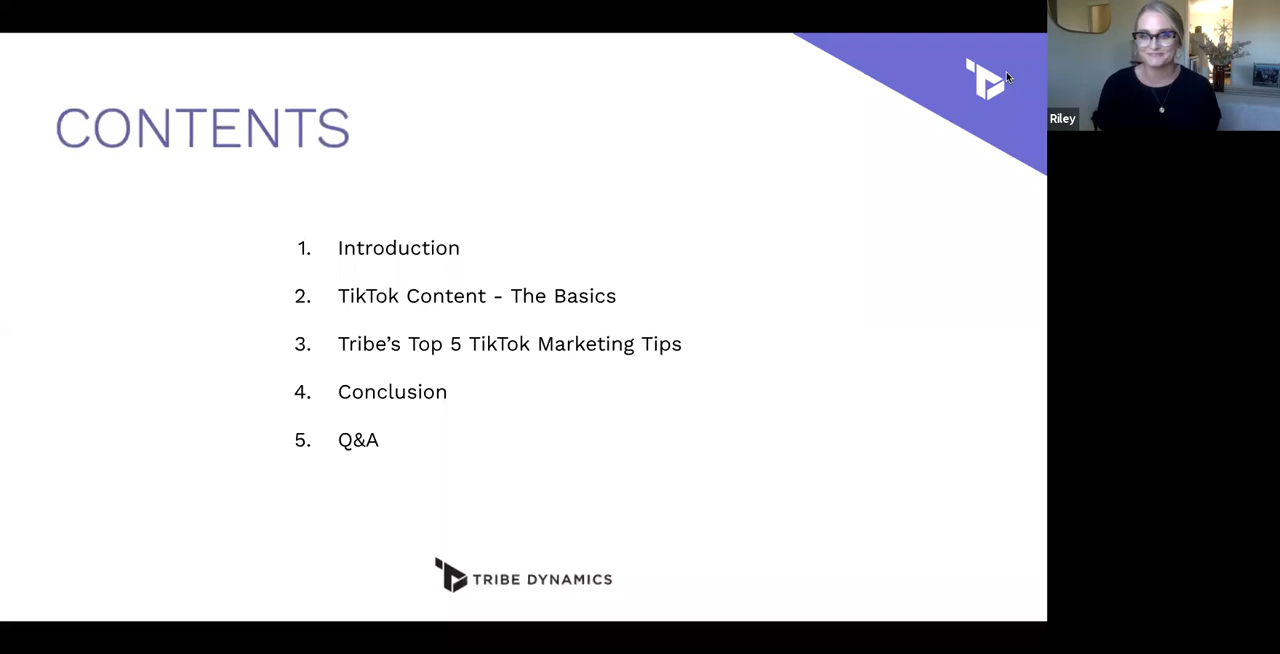 CONTENTS
1. Introduction
2. TikTok Content - The Basics
3. Tribe’s Top 5 TikTok Marketing Tips
4. Conclusion
5. Q&A
TRIBE DYNAMICS
Riley